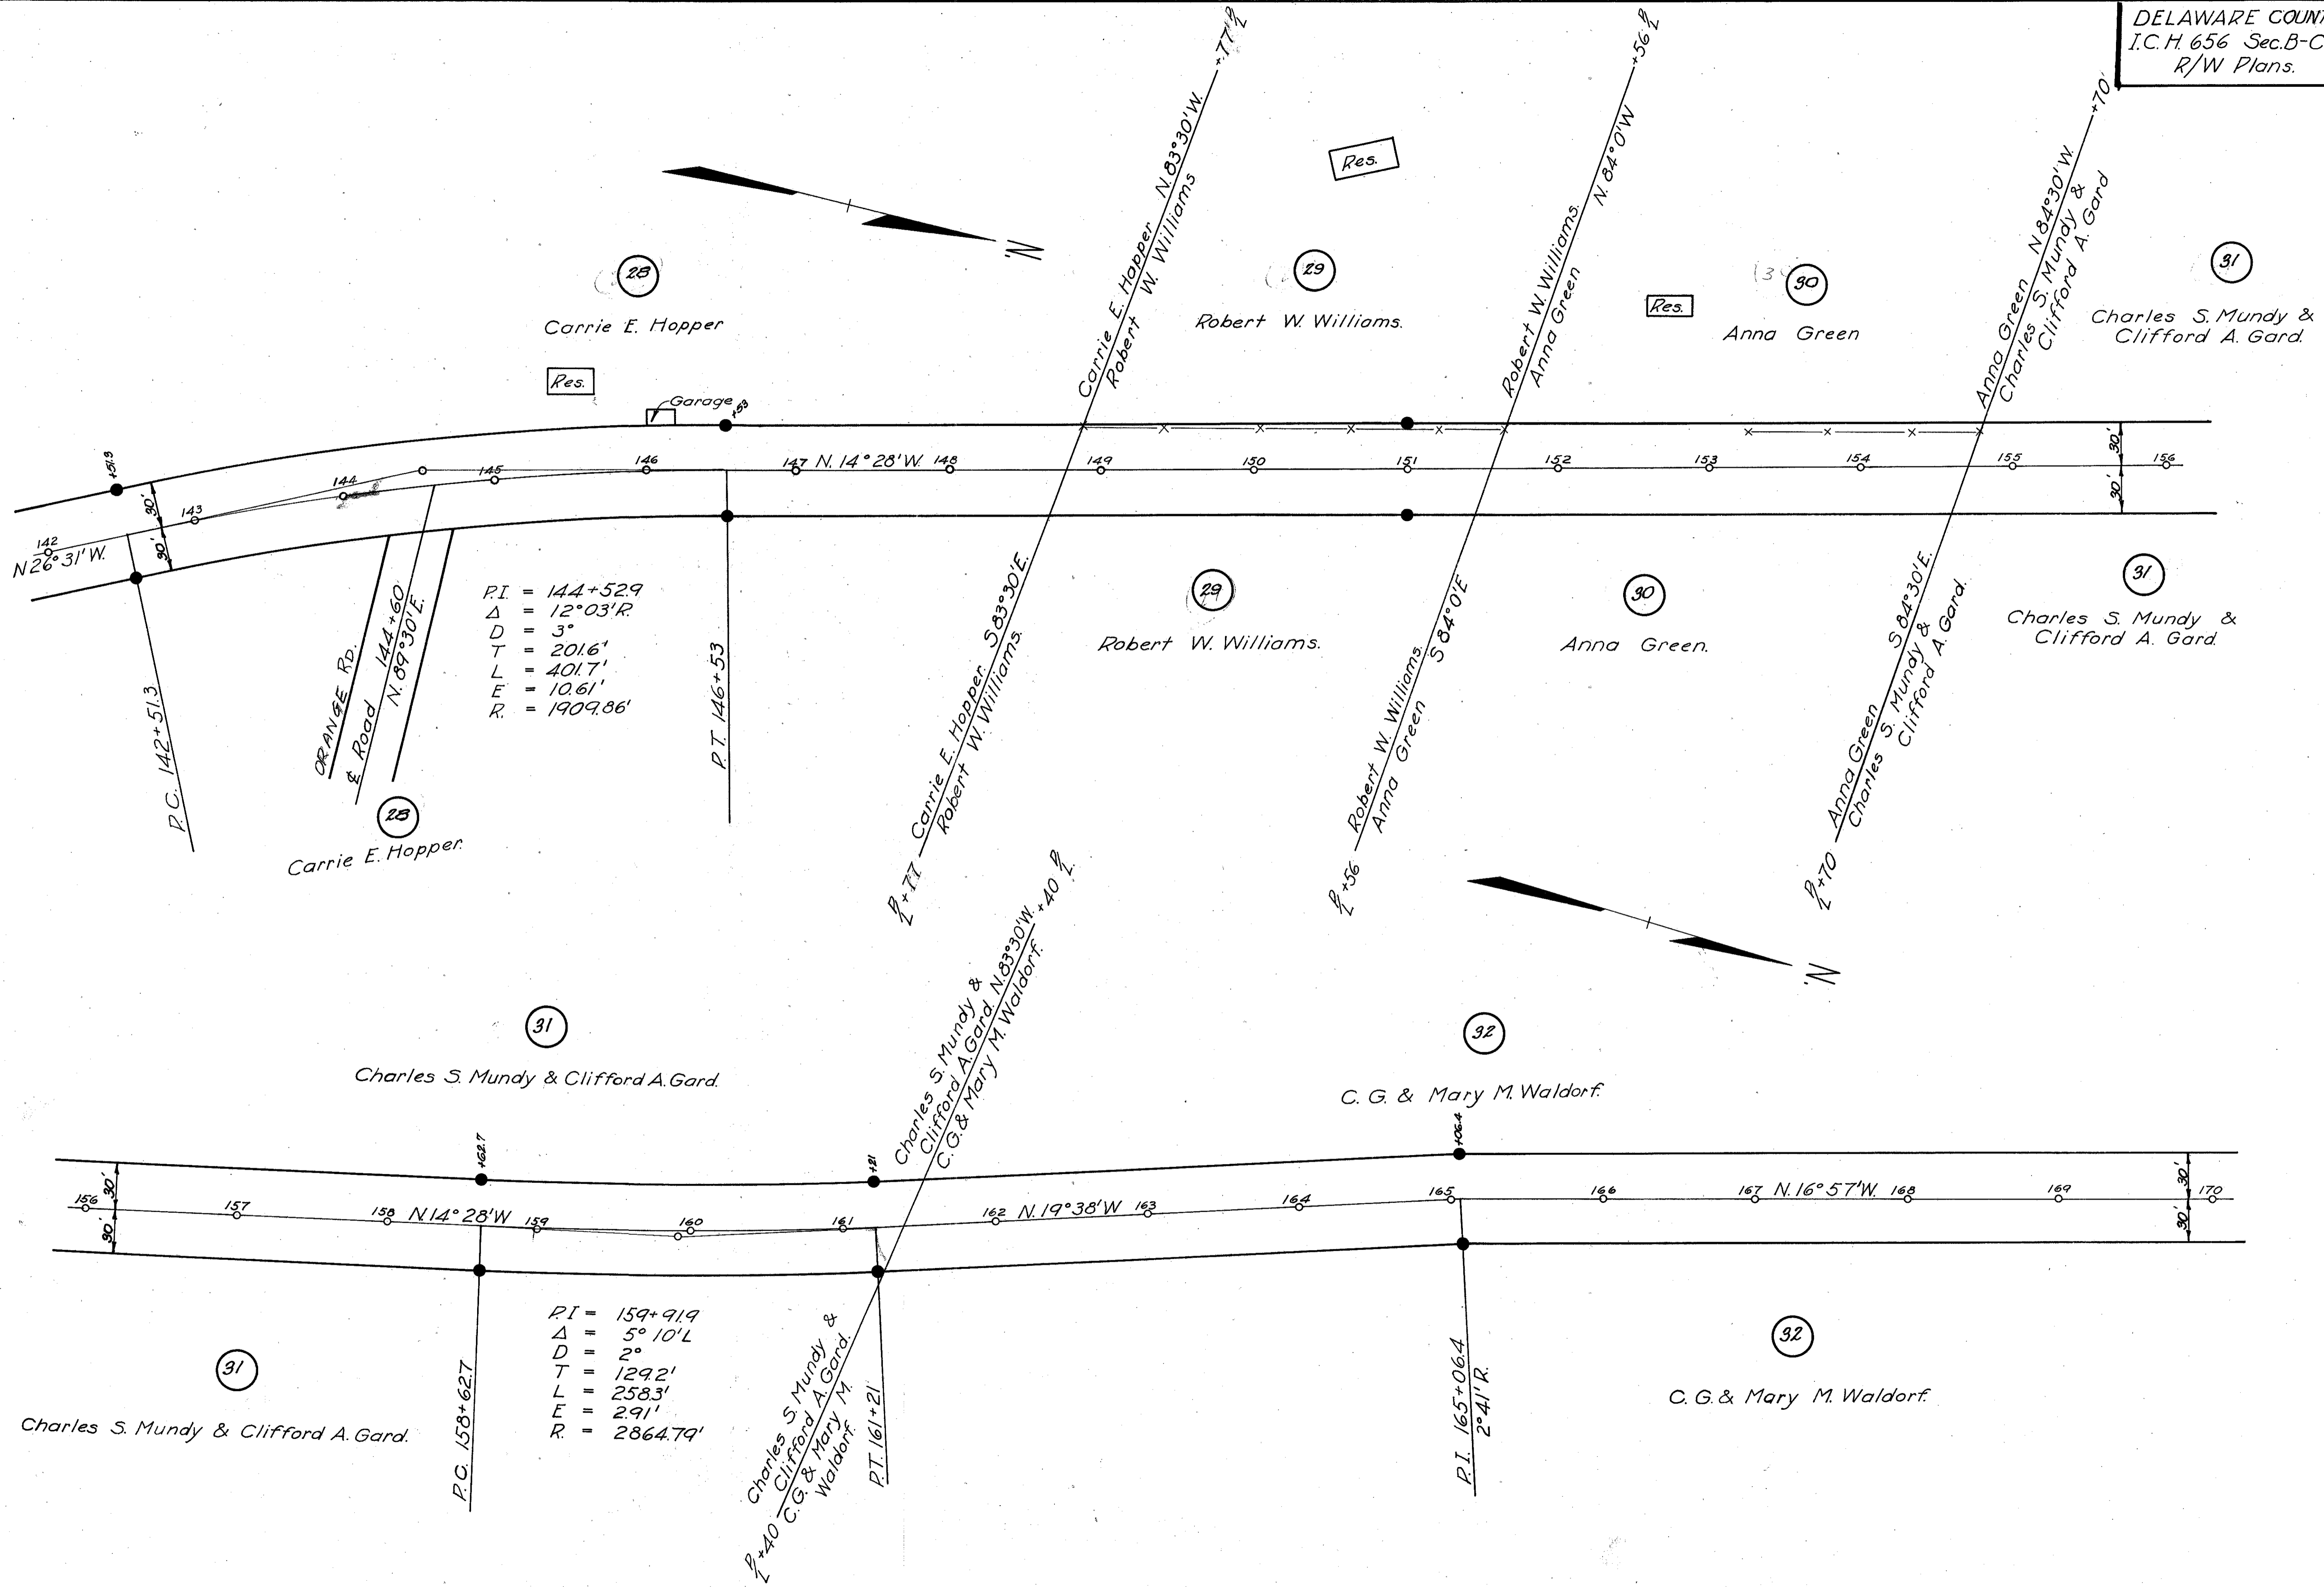 DELAWARE COUNT
I.C.H. 656 Sec.B-C
R/W Plans.
+77' P/L
+56' P/L
+70'
Carrie E. Hopper N.83°30'W.
Robert W. Williams
Res.
Robert W. Williams. N. 84°0'W
Anna Green
Anna Green N 84°30'W.
Charles S. Mundy &
Clifford A. Gard
N.
28
Carrie E. Hopper
29
Robert W. Williams.
30
Res.
Anna Green
31
Charles S. Mundy &
Clifford A. Gard.
Res.
Garage
+53
+51.3
30'
30'
142
143
144
145
146
147
N. 14°28'W.
148
149
150
151
152
153
154
155
156
30'
30'
N 26°31'W.
P.C. 142+51.3
ORANGE RD.
℄ Road 144+60
N. 89°30'E.
28
Carrie E. Hopper.
P.I. = 144+52.9
Δ = 12°03'R.
D = 3°
T = 201.6'
L = 401.7'
E = 10.61'
R. = 1909.86'
P.T. 146+53
P/L +77
Carrie E. Hopper. S 83°30'E.
Robert W. Williams.
29
Robert W. Williams.
P/L +56
Robert W. Williams.
Anna Green S 84°0'E
30
Anna Green.
P/L +70
Anna Green S 84°30'E.
Charles S. Mundy &
Clifford A. Gard.
31
Charles S. Mundy &
Clifford A. Gard.
N.
31
Charles S. Mundy & Clifford A. Gard.
Charles S. Mundy &
Clifford A. Gard. N.83°30'W.
C.G. & Mary M. Waldorf.
+40 P/L
32
C. G. & Mary M. Waldorf.
+62.7
+21
+06.4
30'
30'
156
157
158
N.14°28'W
159
160
161
162
N. 19°38'W
163
164
165
166
167
N. 16°57'W.
168
169
170
30'
30'
31
Charles S. Mundy & Clifford A. Gard.
P.C. 158+62.7
P.I = 159+91.9
Δ = 5°10'L
D = 2°
T = 129.2'
L = 258.3'
E = 2.91'
R. = 2864.79'
P/L +40
Charles S. Mundy &
Clifford A. Gard.
C.G. & Mary M.
Waldorf.
P.T. 161+21
P.I. 165+06.4
2°41'R.
32
C. G. & Mary M. Waldorf.